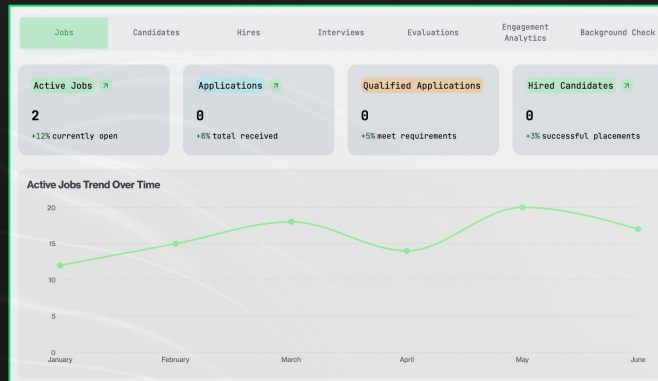 Jobs
Candidates
Hires
Interviews
Evaluations
Engagement
Analytics
Background Check
Active Jobs
Applications
Qualified Applications
Hired Candidates
2
0
0
0
+12% currently open
+8% total received
+5% meet requirements
+3% successful placements
Active Jobs Trend Over Time
20
15
10
5
0
January
February
March
April
May
June